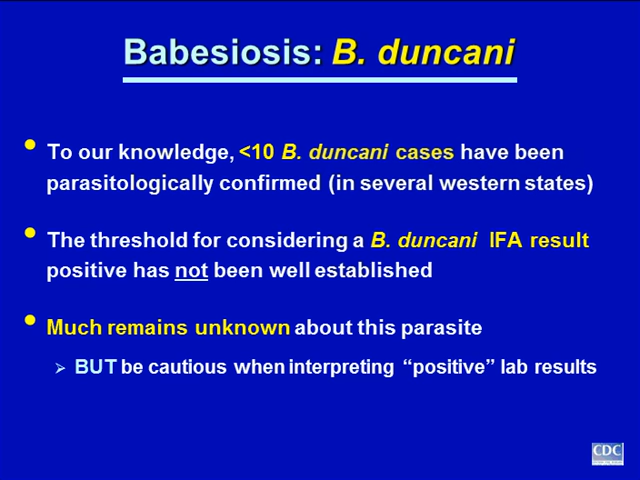 Babesiosis: B. duncani
• To our knowledge, <10 B. duncani cases have been
parasitologically confirmed (in several western states)
• The threshold for considering a B. duncani IFA result
positive has not been well established
• Much remains unknown about this parasite
➢ BUT be cautious when interpreting “positive” lab results
CDC